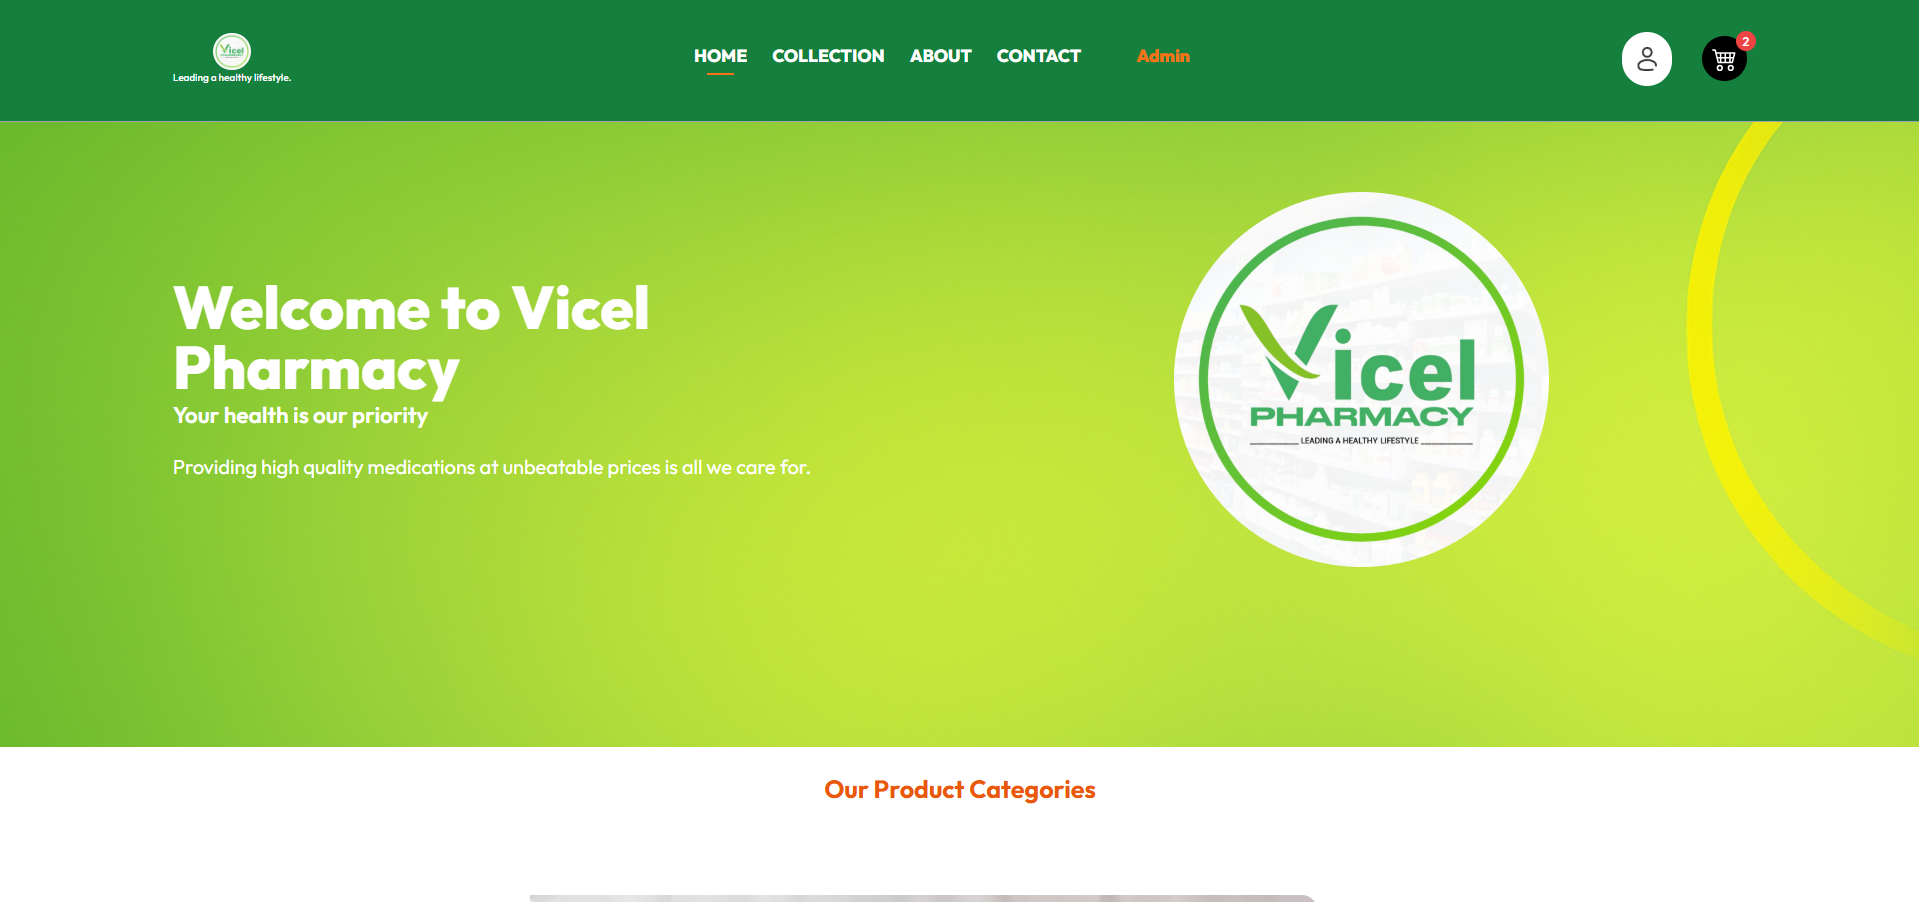 Vicel
Leading a healthy lifestyle.
HOME COLLECTION ABOUT CONTACT Admin
2
Welcome to Vicel
Pharmacy
Your health is our priority
Providing high quality medications at unbeatable prices is all we care for.
Vicel
PHARMACY
LEADING A HEALTHY LIFESTYLE
Our Product Categories